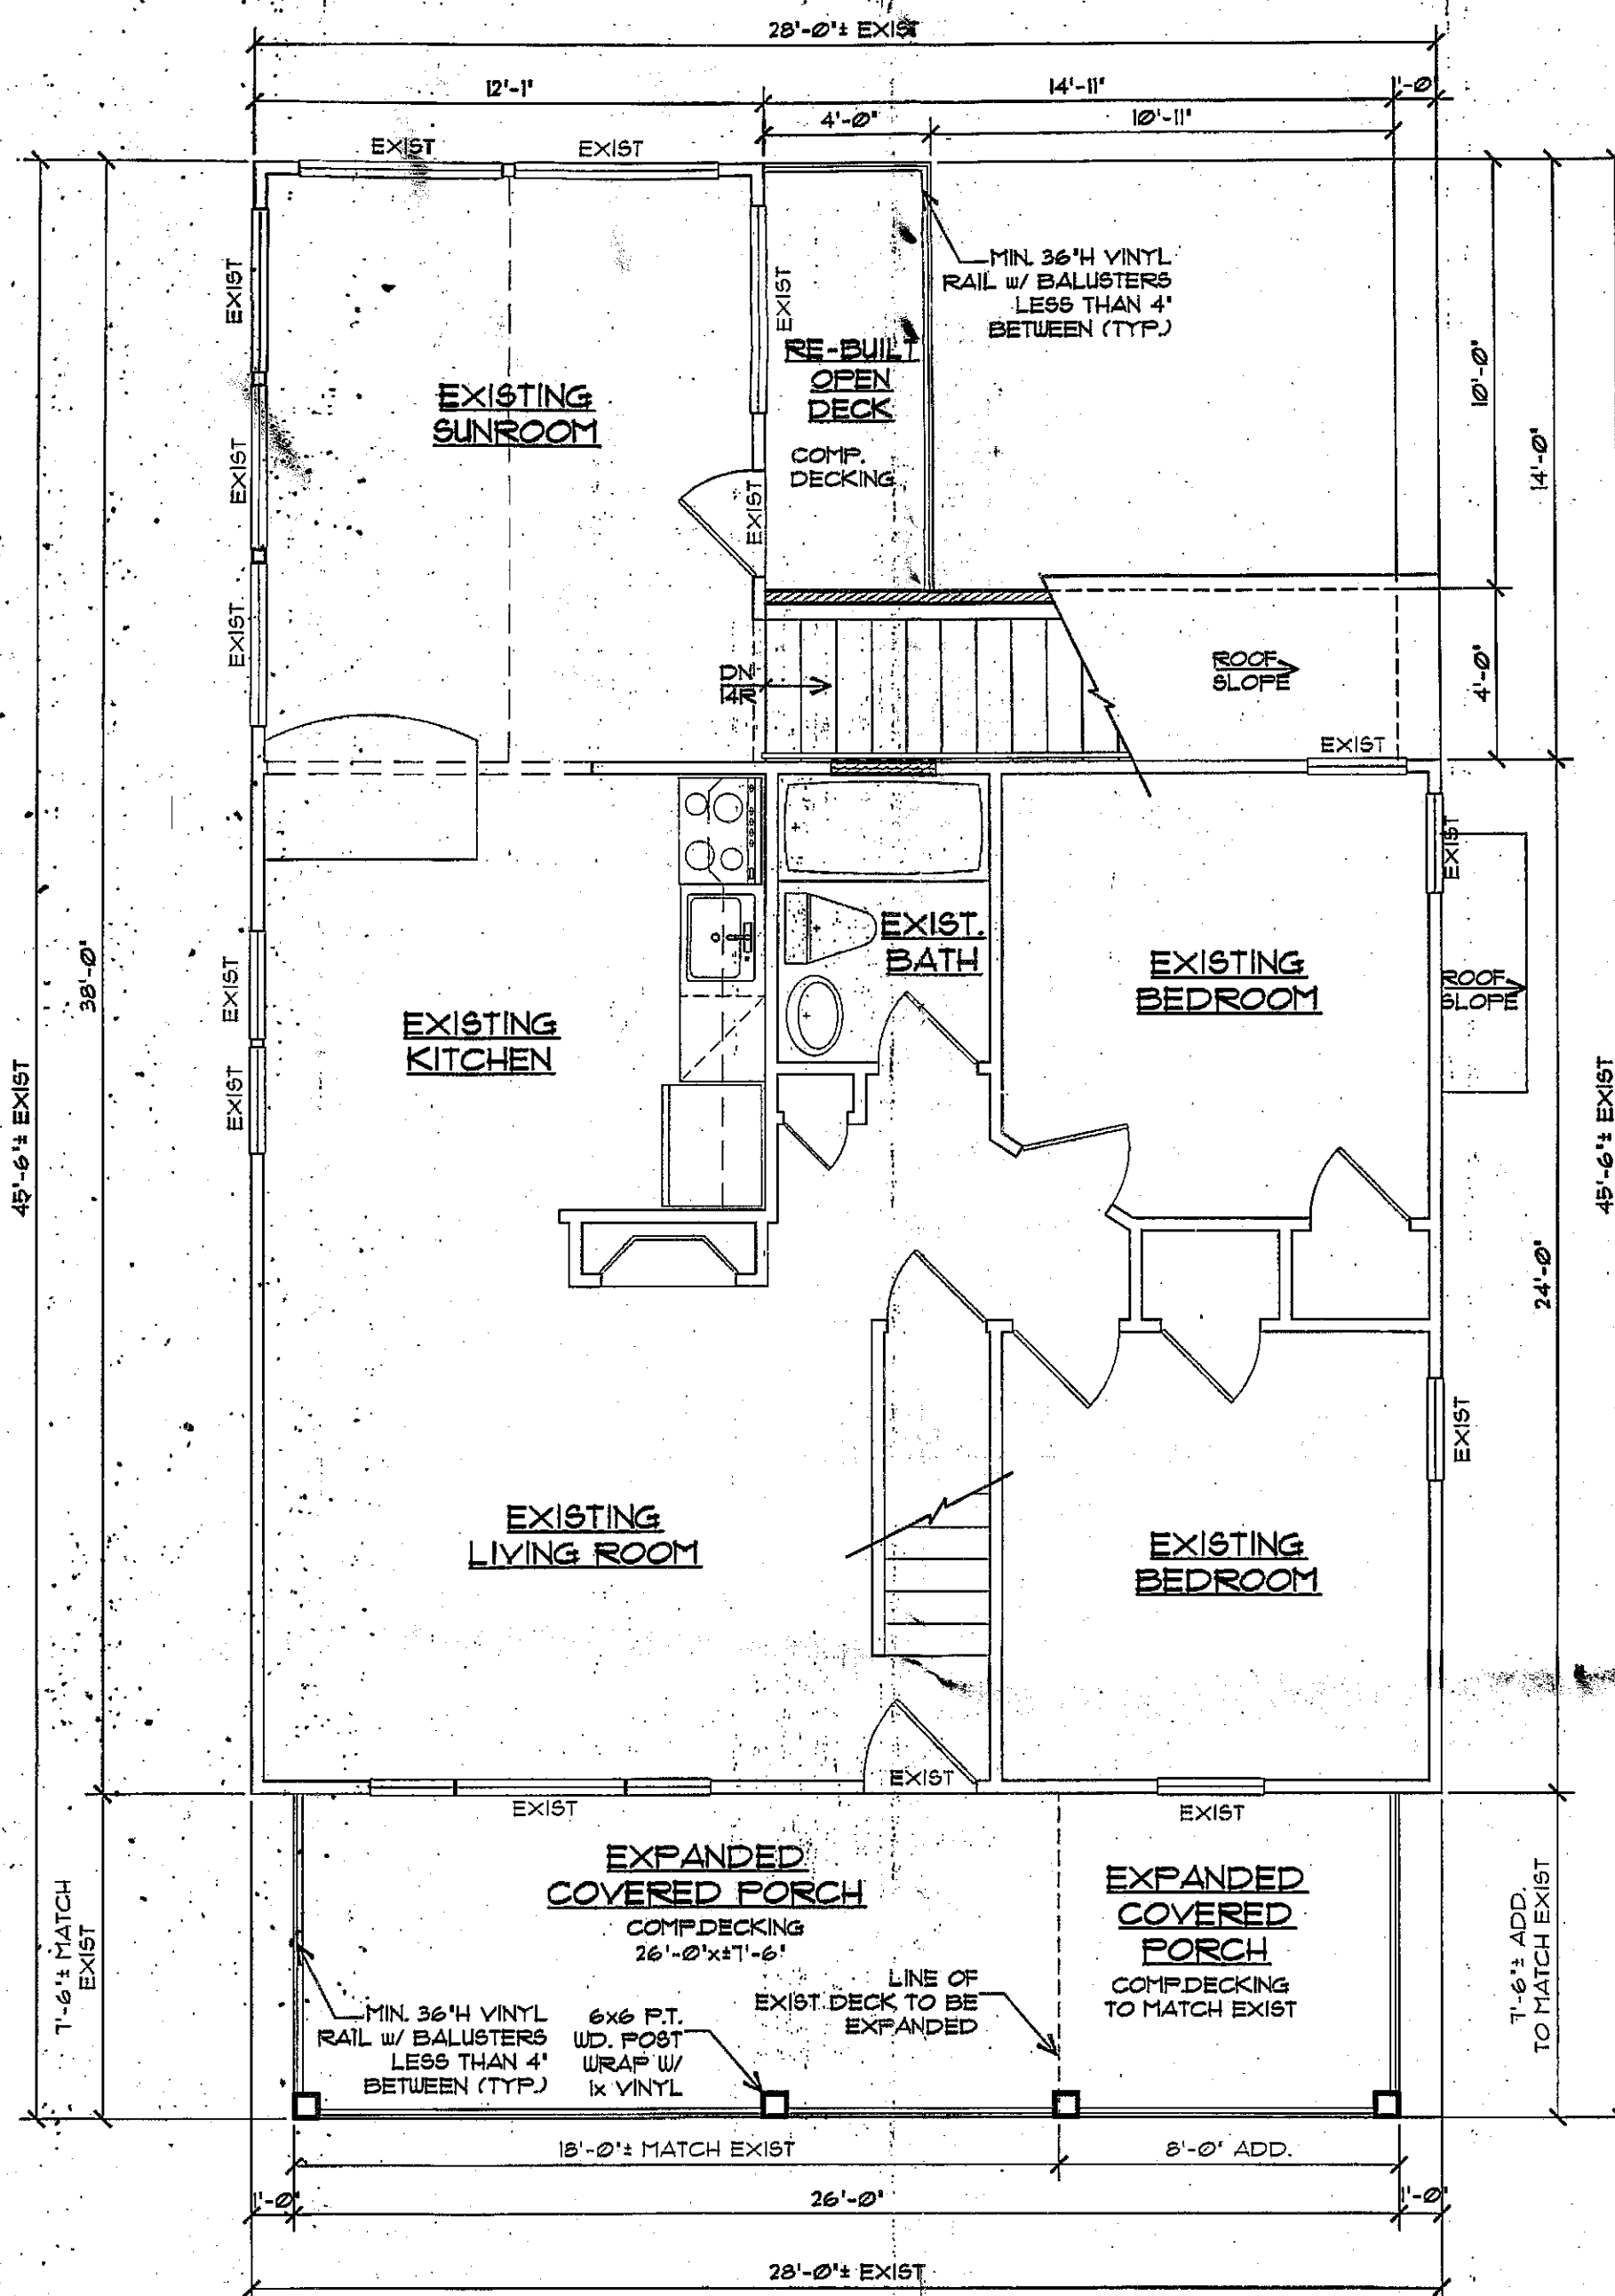 28'-0"± EXIST
12'-1"
14'-11"
1'-0"
4'-0"
10'-11"
EXIST
EXIST
MIN. 36"H VINYL
RAIL w/ BALUSTERS
LESS THAN 4"
BETWEEN (TYP.)
EXIST
EXIST
RE-BUILT
OPEN
DECK
COMP.
DECKING
10'-0"
14'-0"
EXISTING
SUNROOM
EXIST
EXIST
EXIST
DN
14R
ROOF
SLOPE
4'-0"
EXIST
EXIST
EXIST.
BATH
EXISTING
BEDROOM
ROOF
SLOPE
38'-0"
EXIST
EXISTING
KITCHEN
EXIST
45'-6"± EXIST
45'-6"± EXIST
24'-0"
EXIST
EXISTING
LIVING ROOM
EXISTING
BEDROOM
EXIST
EXIST
EXIST
EXPANDED
COVERED PORCH
COMP.DECKING
26'-0"x±7'-6"
EXPANDED
COVERED
PORCH
COMP.DECKING
TO MATCH EXIST
7'-6"± MATCH
EXIST
7'-6"± ADD.
TO MATCH EXIST
LINE OF
EXIST.DECK TO BE
EXPANDED
MIN. 36"H VINYL
RAIL w/ BALUSTERS
LESS THAN 4"
BETWEEN (TYP.)
6x6 P.T.
WD. POST
WRAP W/
1x VINYL
18'-0"± MATCH EXIST
8'-0" ADD.
1'-0"
26'-0"
1'-0"
28'-0"± EXIST